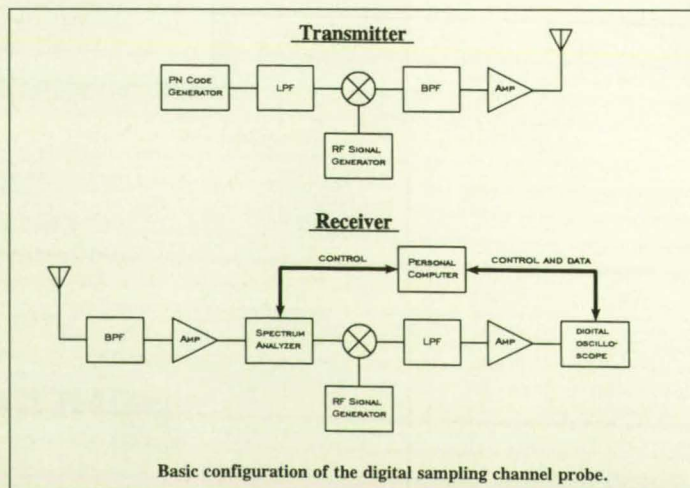 Transmitter
PN CODE
GENERATOR
LPF
BPF
AMP
RF SIGNAL
GENERATOR
Receiver
CONTROL
PERSONAL
COMPUTER
CONTROL AND DATA
BPF
AMP
SPECTRUM
ANALYZER
LPF
AMP
DIGITAL
OSCILLO-
SCOPE
RF SIGNAL
GENERATOR
Basic configuration of the digital sampling channel probe.